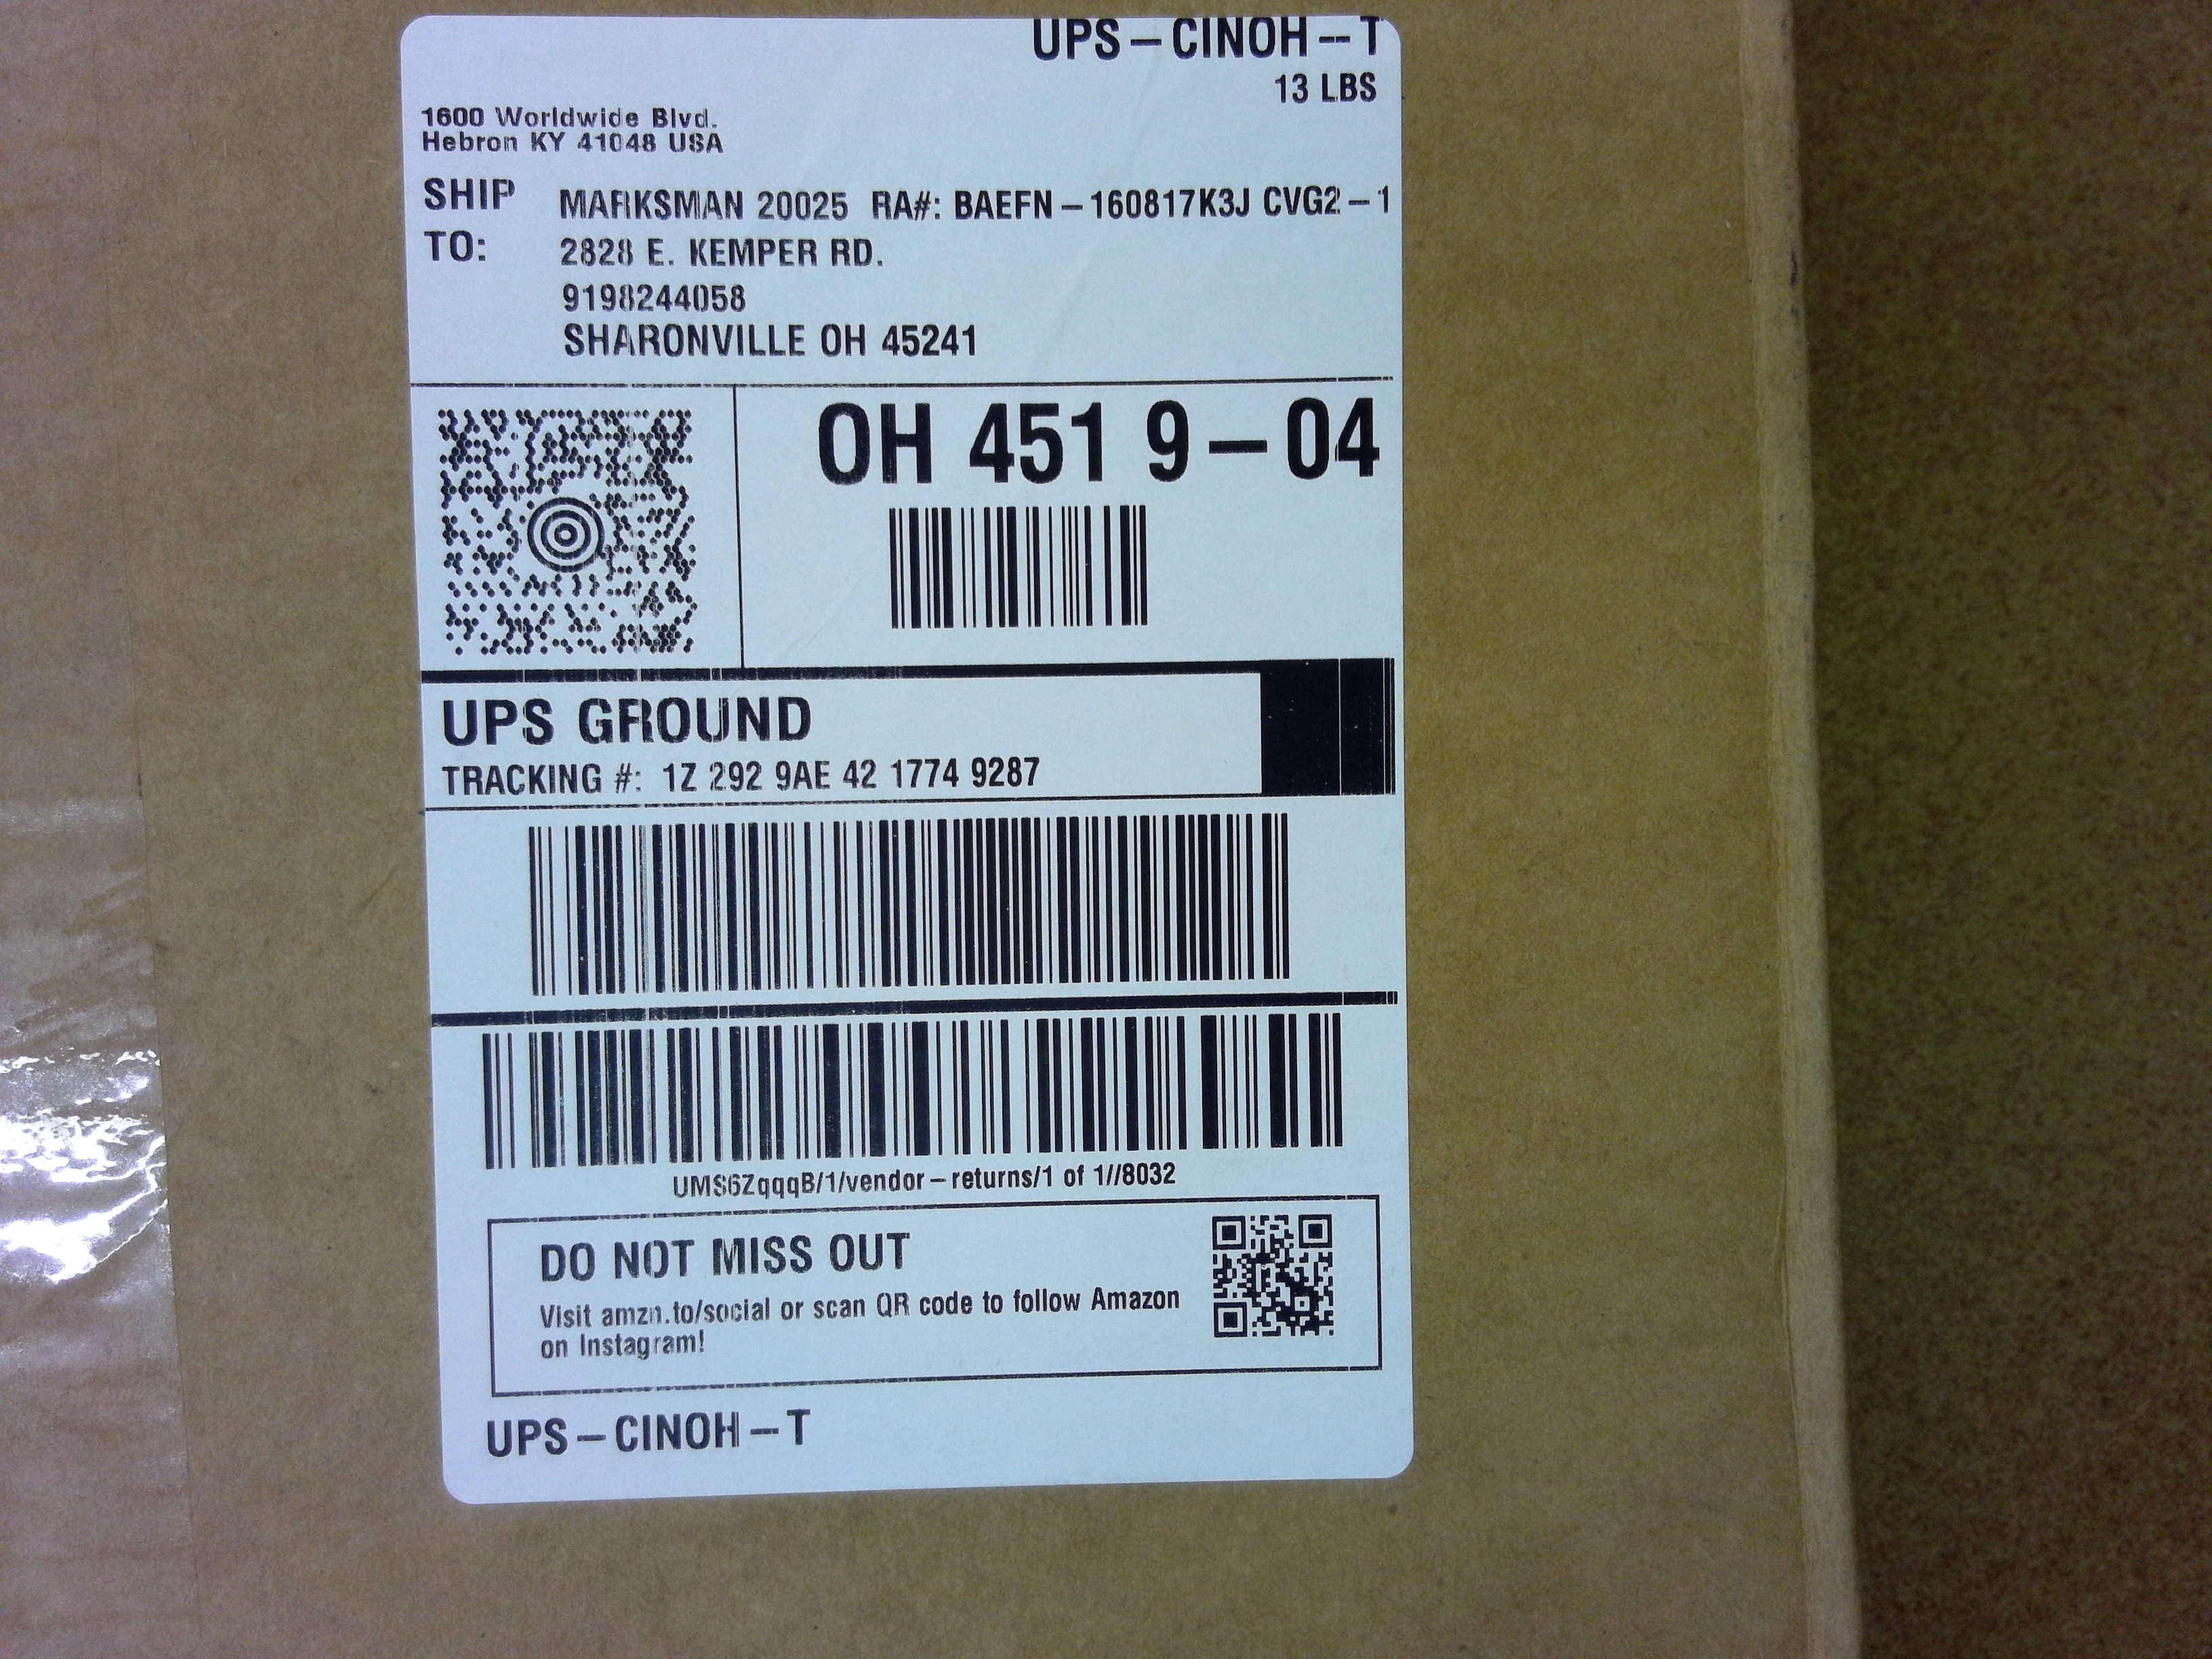 UPS-CINOH--T
13 LBS
1600 Worldwide Blvd.
Hebron KY 41048 USA
SHIP TO:
MARKSMAN 20025 RA#: BAEFN-160817K3J CVG2-1
2828 E. KEMPER RD.
9198244058
SHARONVILLE OH 45241
OH 451 9-04
UPS GROUND
TRACKING #: 1Z 292 9AE 42 1774 9287
UMS6ZqqqB/1/vendor-returns/1 of 1//8032
DO NOT MISS OUT
Visit amzn.to/social or scan QR code to follow Amazon
on Instagram!
UPS-CINOH-T